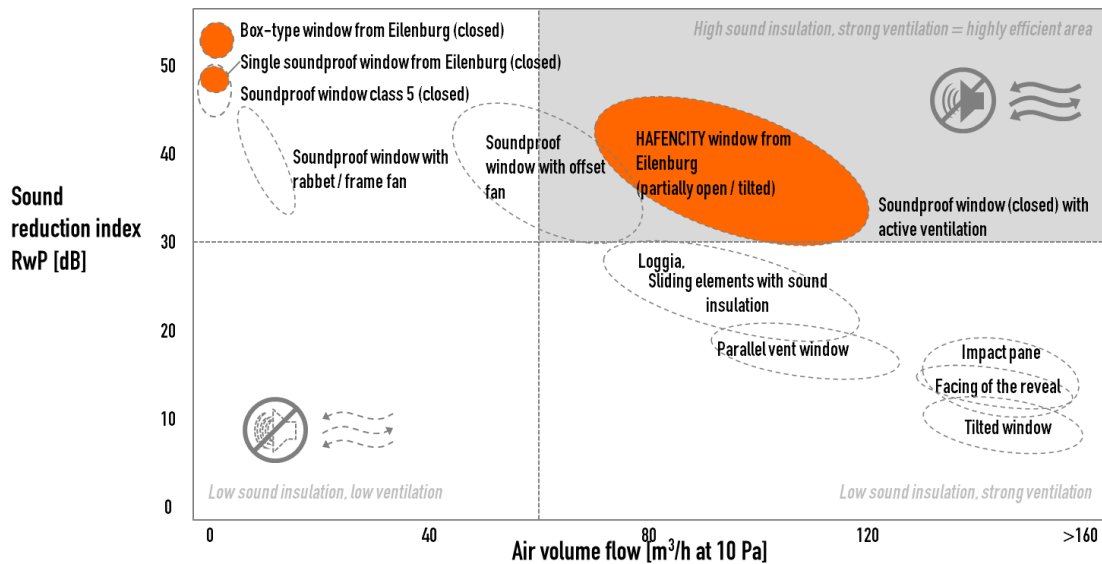 Box-type window from Eilenburg (closed)
High sound insulation, strong ventilation = highly efficient area
Single soundproof window from Eilenburg (closed)
50
Soundproof window class 5 (closed)
Soundproof window with
rabbet / frame fan
Soundproof
window with offset
fan
HAFENCITY window from
Eilenburg
(partially open / tilted)
40
Sound
reduction index
RwP [dB]
Soundproof window (closed) with
active ventilation
30
Loggia,
Sliding elements with sound
insulation
20
Parallel vent window
Impact pane
Facing of the reveal
10
Tilted window
Low sound insulation, low ventilation
Low sound insulation, strong ventilation
0
0
40
80
120
>160
Air volume flow [m³/h at 10 Pa]